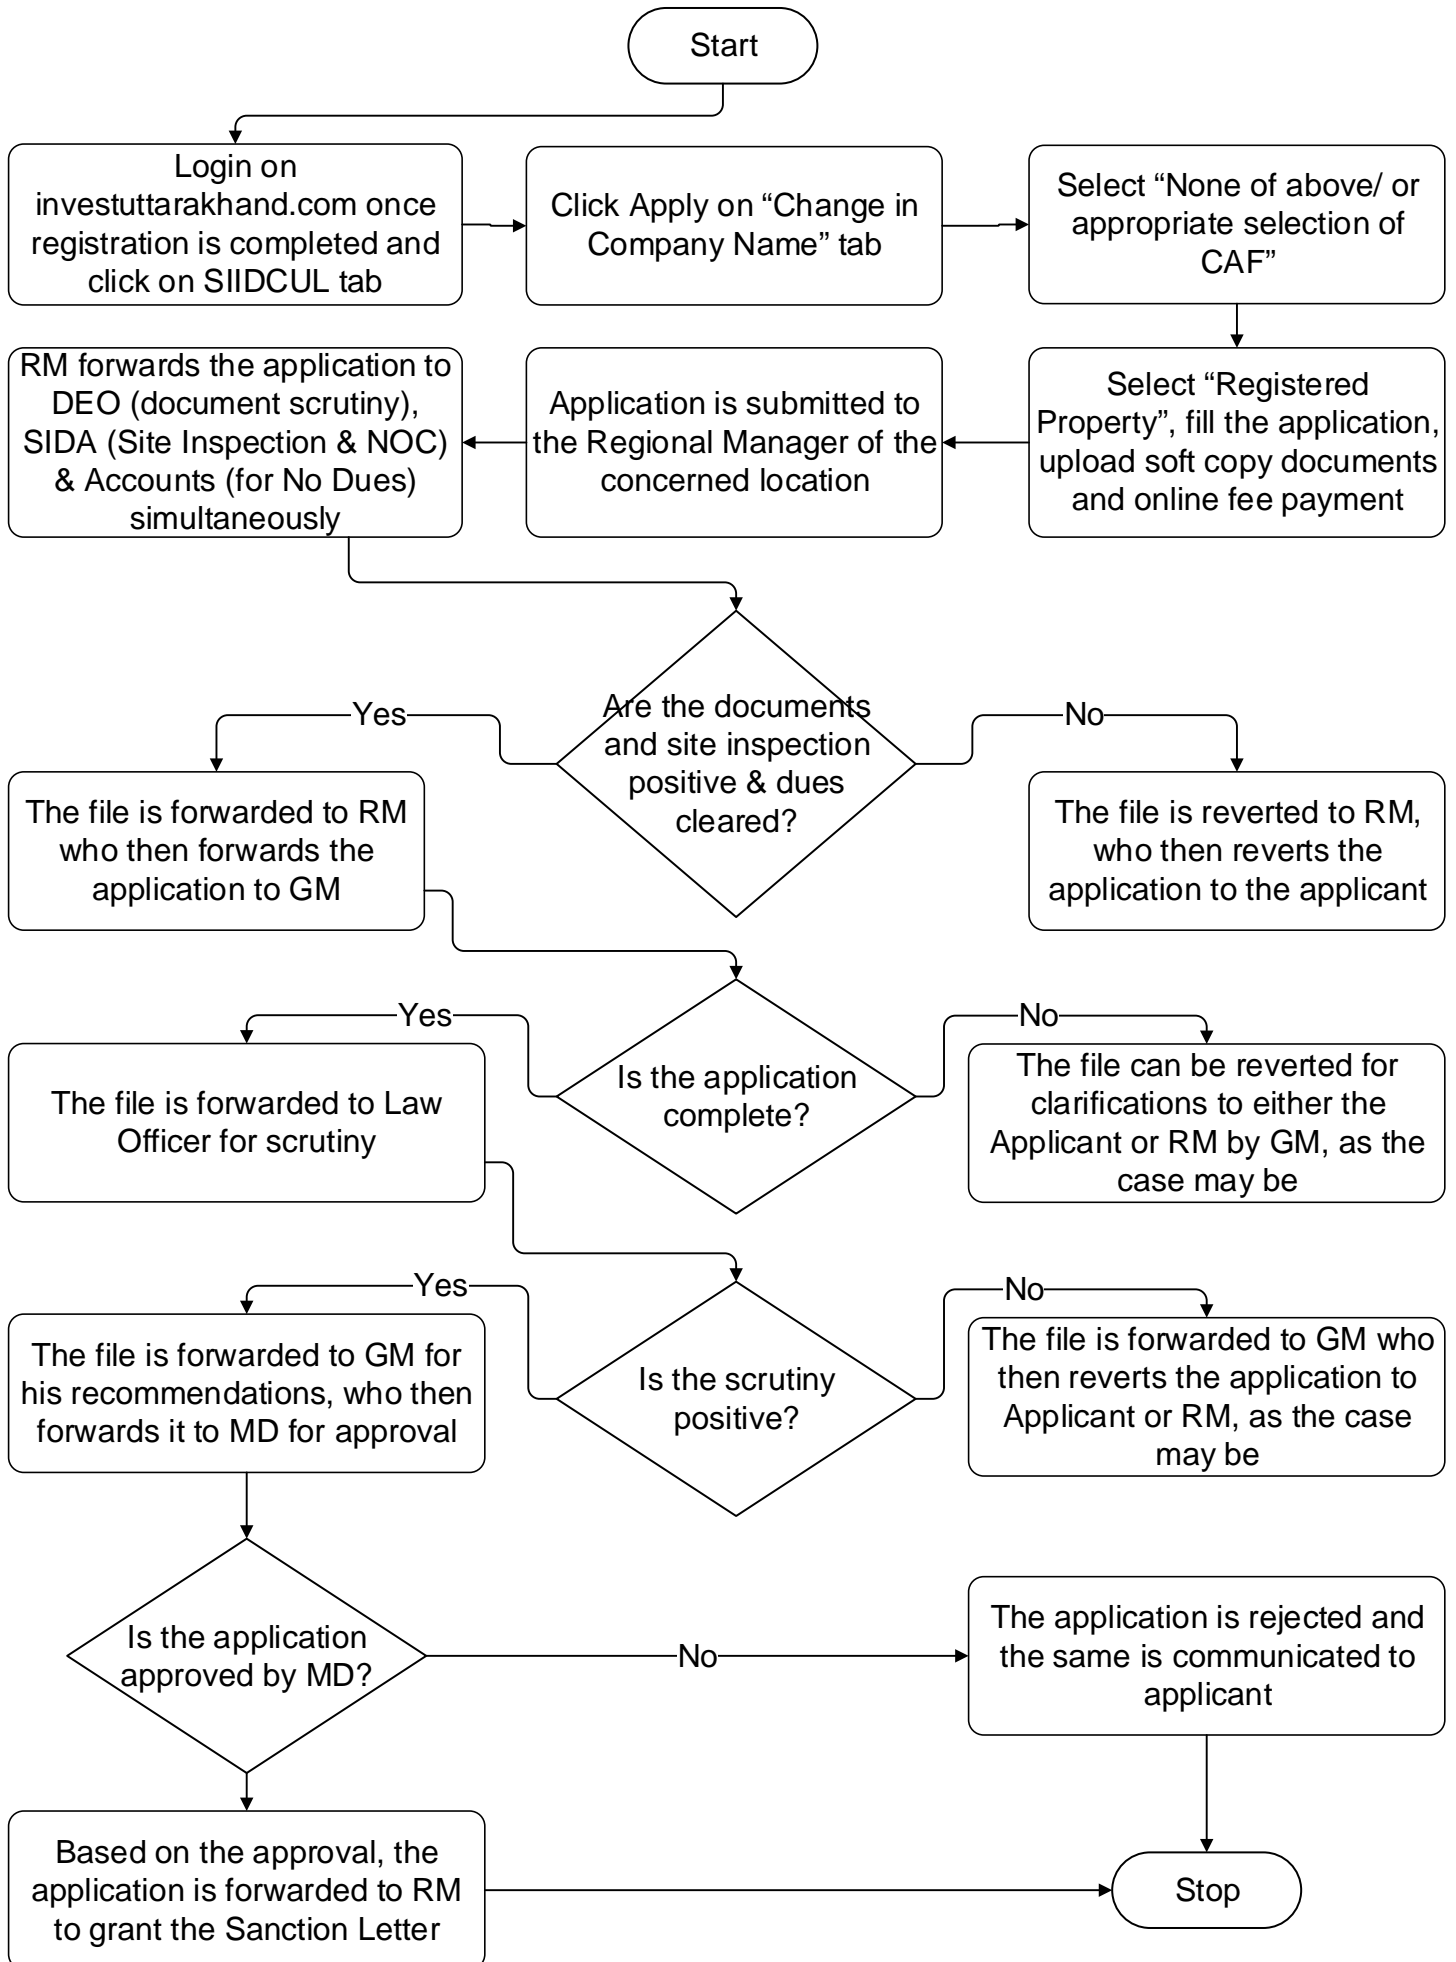 Start
Login on
investuttarakhand.com once
registration is completed and
click on SIIDCUL tab
Click Apply on “Change in
Company Name” tab
Select “None of above/ or
appropriate selection of
CAF”
Select “Registered
Property”, fill the application,
upload soft copy documents
and online fee payment
Application is submitted to
the Regional Manager of the
concerned location
RM forwards the application to
DEO (document scrutiny),
SIDA (Site Inspection & NOC)
& Accounts (for No Dues)
simultaneously
Are the documents
and site inspection
positive & dues
cleared?
Yes
No
The file is forwarded to RM
who then forwards the
application to GM
The file is reverted to RM,
who then reverts the
application to the applicant
Is the application
complete?
Yes
No
The file is forwarded to Law
Officer for scrutiny
The file can be reverted for
clarifications to either the
Applicant or RM by GM, as the
case may be
Is the scrutiny
positive?
Yes
No
The file is forwarded to GM for
his recommendations, who then
forwards it to MD for approval
The file is forwarded to GM who
then reverts the application to
Applicant or RM, as the case
may be
Is the application
approved by MD?
No
The application is rejected and
the same is communicated to
applicant
Based on the approval, the
application is forwarded to RM
to grant the Sanction Letter
Stop